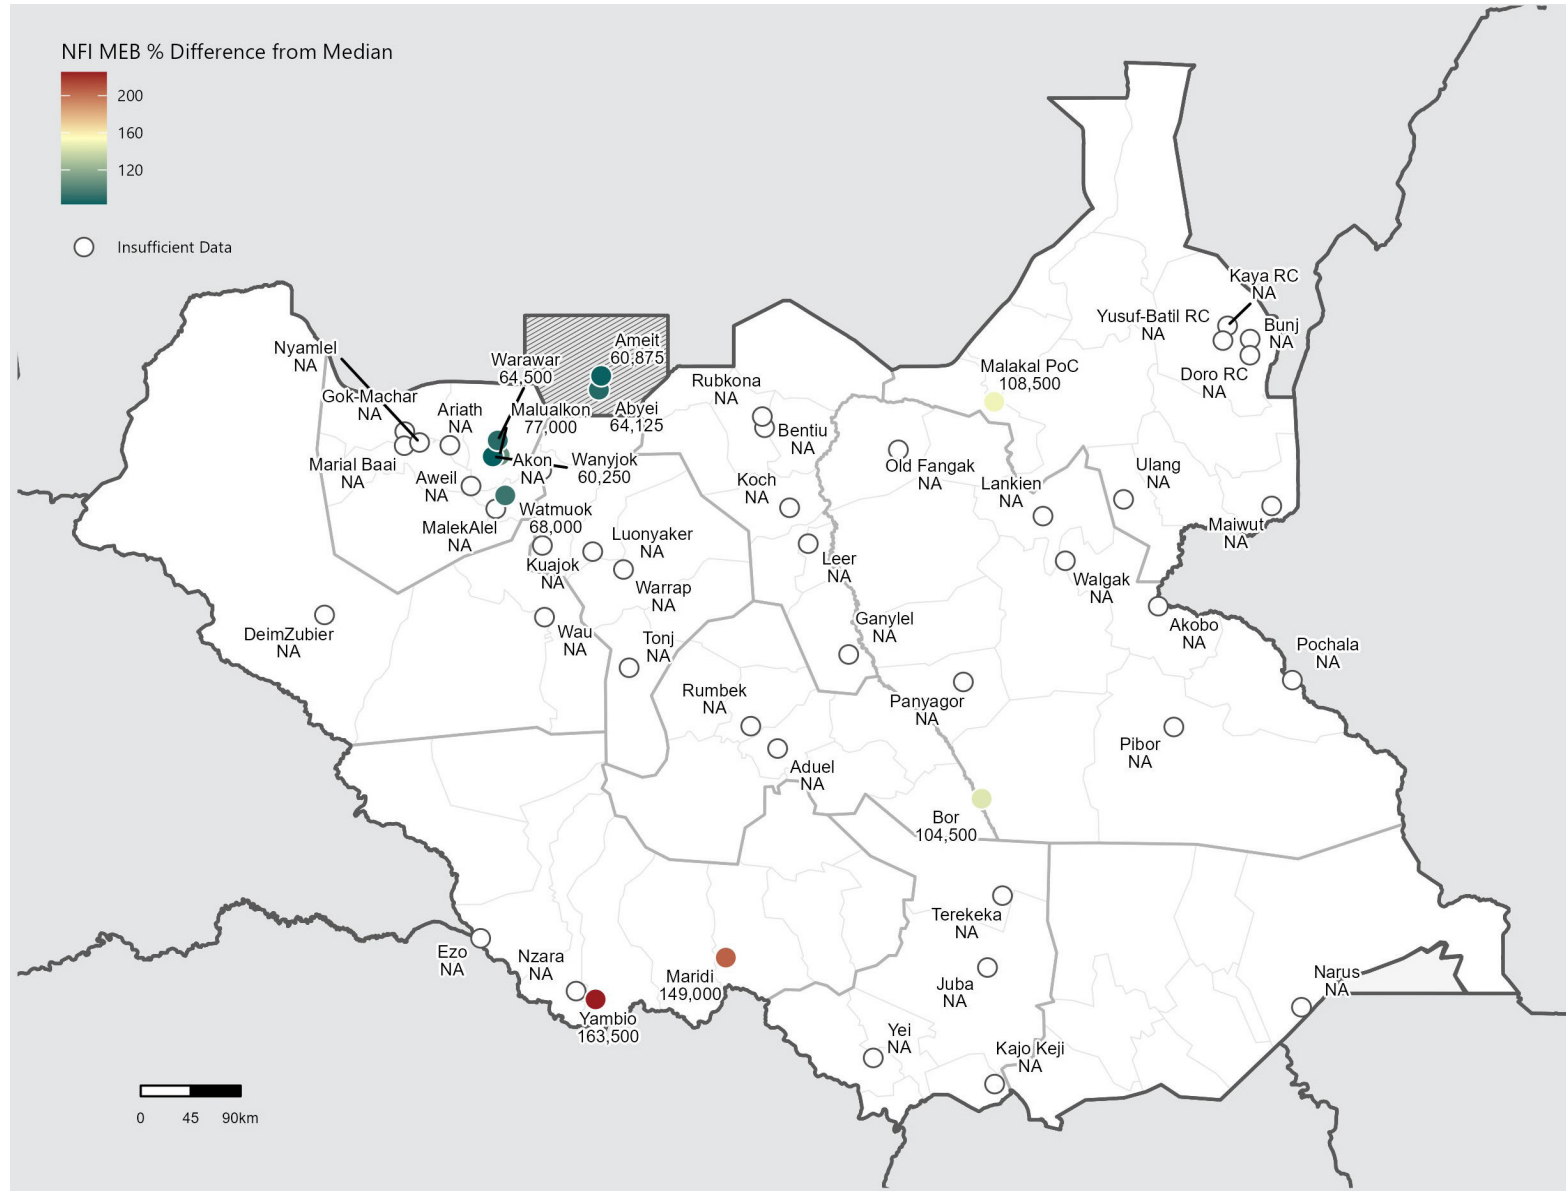 NFI MEB % Difference from Median
200
160
120
Insufficient Data
Kaya RC
NA
Yusuf-Batil RC
NA
Bunj
NA
Doro RC
NA
Malakal PoC
108,500
Nyamlel
NA
Gok-Machar
NA
Ariath
NA
Warawar
64,500
Ameit
60,875
Abyei
64,125
Malualkon
77,000
Rubkona
NA
Bentiu
NA
Marial Baai
NA
Aweil
NA
Akon
NA
Wanyjok
60,250
Koch
NA
Old Fangak
NA
Lankien
NA
Ulang
NA
Maiwut
NA
MalekAlel
NA
Watmuok
68,000
Luonyaker
NA
Kuajok
NA
Warrap
NA
Leer
NA
Walgak
NA
Akobo
NA
DeimZubier
NA
Wau
NA
Tonj
NA
Ganylel
NA
Pochala
NA
Rumbek
NA
Panyagor
NA
Pibor
NA
Aduel
NA
Bor
104,500
Terekeka
NA
Ezo
NA
Nzara
NA
Maridi
149,000
Juba
NA
Narus
NA
Yambio
163,500
Yei
NA
Kajo Keji
NA
0 45 90km